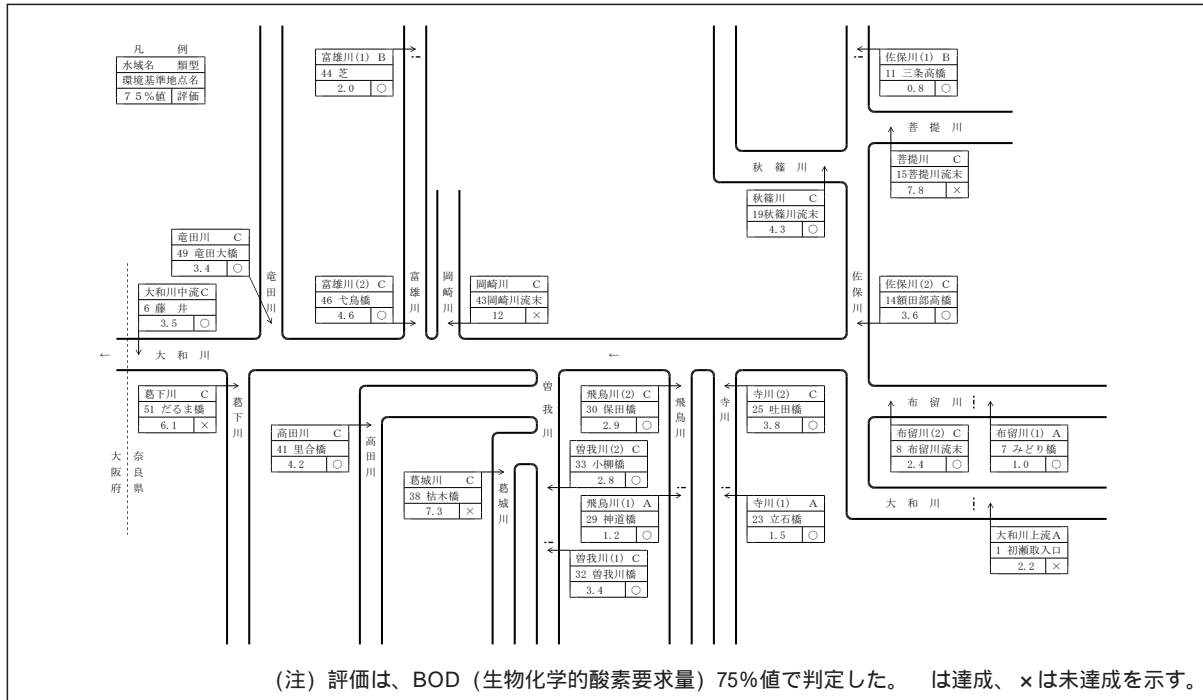 凡 例
水域名 類型
環境基準地点名
75%値 評価
富雄川(1) B
44 芝
2.0 ○
佐保川(1) B
11 三条高橋
0.8 ○
菩提川
菩提川 C
15菩提川流末
7.8 ×
秋篠川
秋篠川 C
19秋篠川流末
4.3 ○
竜田川 C
49 竜田大橋
3.4 ○
竜田川
富雄川(2) C
46 弋鳥橋
4.6 ○
富雄川
岡崎川
岡崎川 C
43岡崎川流末
12 ×
佐保川
佐保川(2) C
14額田部高橋
3.6 ○
大和川中流C
6 藤 井
3.5 ○
← 大和川
←
葛下川 C
51 だるま橋
6.1 ×
葛下川
高田川 C
41 里合橋
4.2 ○
高田川
葛城川 C
38 枯木橋
7.3 ×
葛城川
曽我川
飛鳥川(2) C
30 保田橋
2.9 ○
曽我川(2) C
33 小柳橋
2.8 ○
飛鳥川(1) A
29 神道橋
1.2 ○
曽我川(1) C
32 曽我川橋
3.4 ○
飛鳥川
寺川
寺川(2) C
25 吐田橋
3.8 ○
寺川(1) A
23 立石橋
1.5 ○
布留川
布留川(2) C
8 布留川流末
2.4 ○
布留川(1) A
7 みどり橋
1.0 ○
大和川
大和川上流A
1 初瀬取入口
2.2 ×
大阪府
奈良県
(注) 評価は、BOD (生物化学的酸素要求量) 75%値で判定した。 は達成、×は未達成を示す。